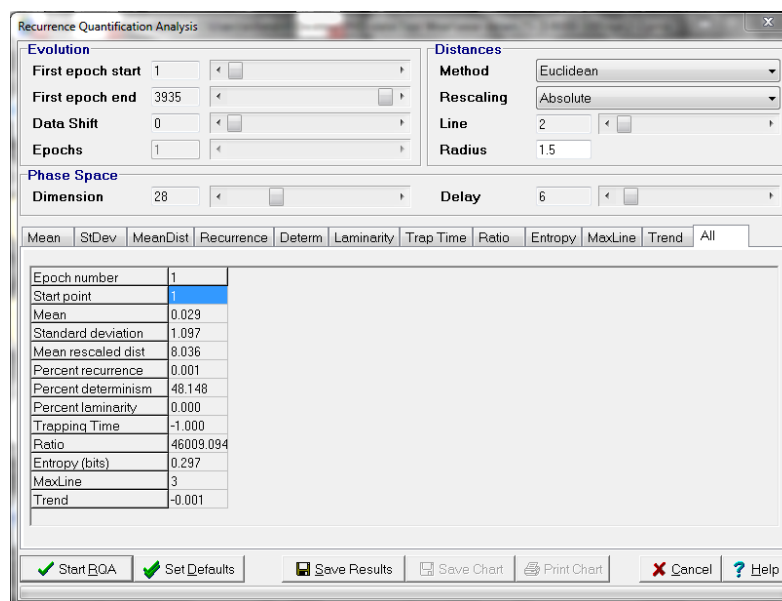 Recurrence Quantification Analysis
Evolution
First epoch start 1
First epoch end 3935
Data Shift 0
Epochs 1
Distances
Method Euclidean
Rescaling Absolute
Line 2
Radius 1.5
Phase Space
Dimension 28
Delay 6
Mean StDev MeanDist Recurrence Determ Laminarity Trap Time Ratio Entropy MaxLine Trend All
Epoch number 1
Start point 1
Mean 0.029
Standard deviation 1.097
Mean rescaled dist 8.036
Percent recurrence 0.001
Percent determinism 48.148
Percent laminarity 0.000
Trapping Time -1.000
Ratio 46009.094
Entropy (bits) 0.297
MaxLine 3
Trend -0.001
Start RQA Set Defaults Save Results Save Chart Print Chart Cancel Help